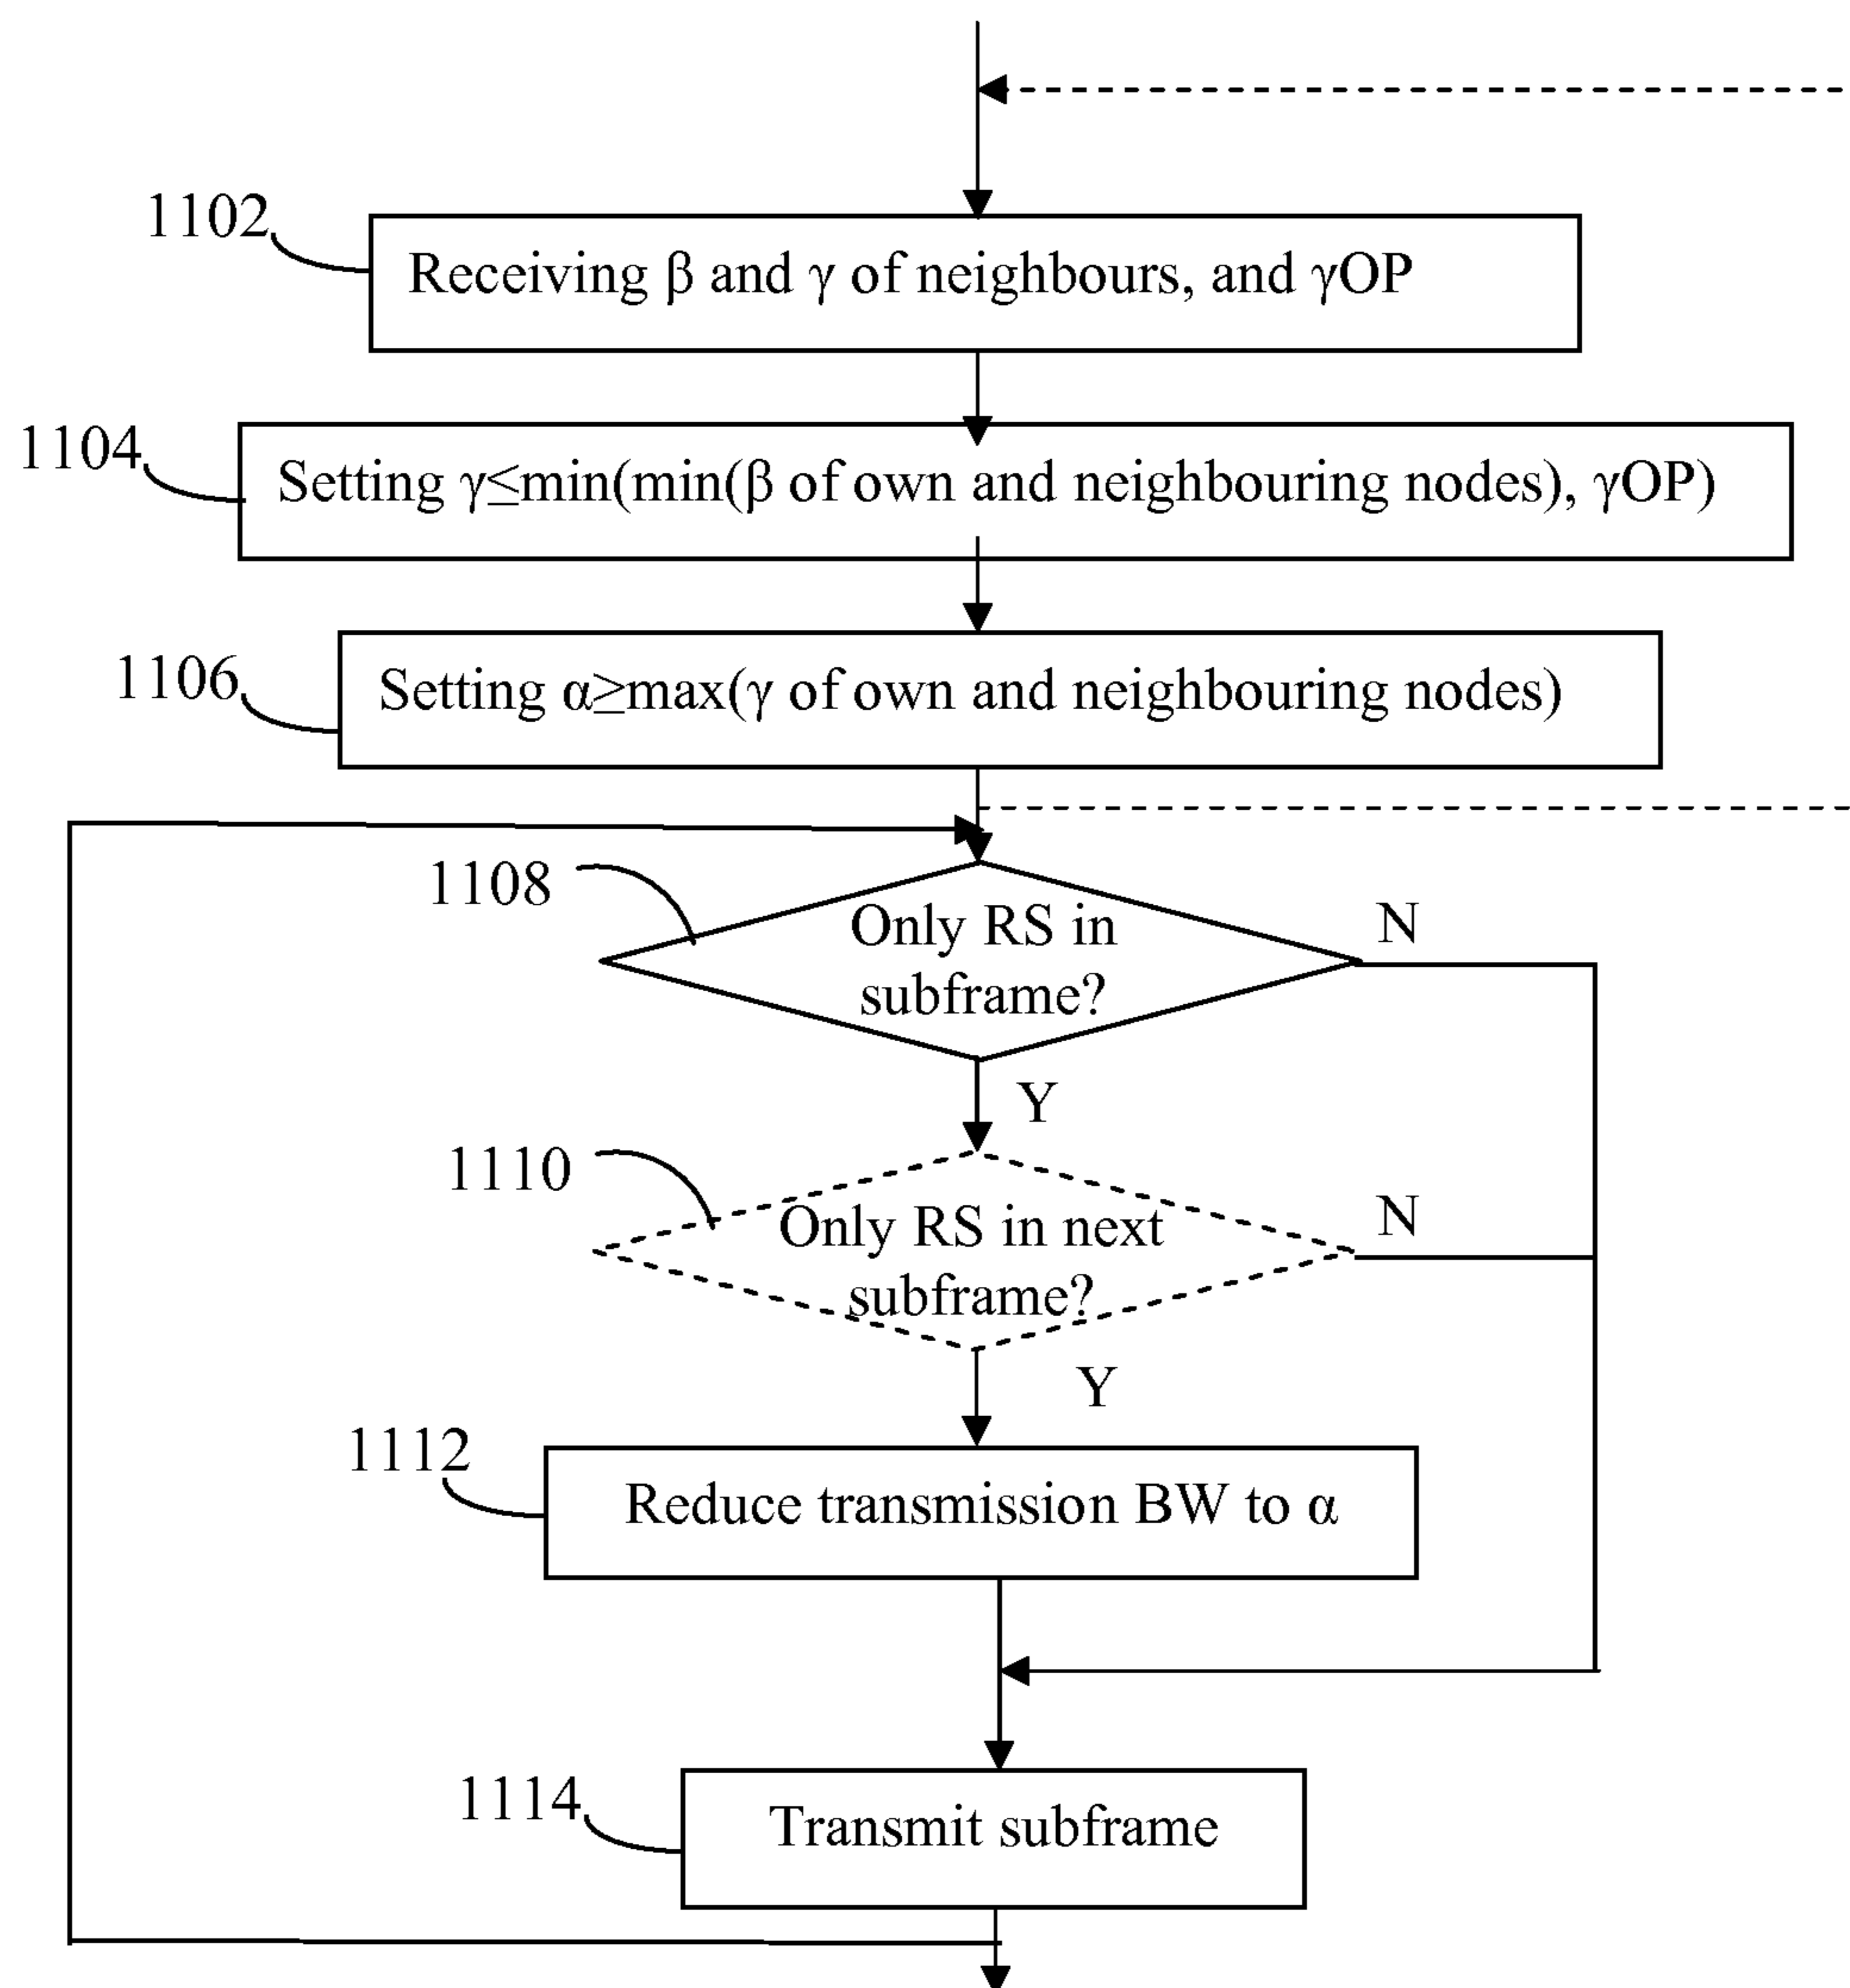 1102
Receiving β and γ of neighbours, and γOP
1104
Setting γ≤min(min(β of own and neighbouring nodes), γOP)
1106
Setting α≥max(γ of own and neighbouring nodes)
1108
Only RS in
subframe?
N
Y
1110
Only RS in next
subframe?
N
Y
1112
Reduce transmission BW to α
1114
Transmit subframe